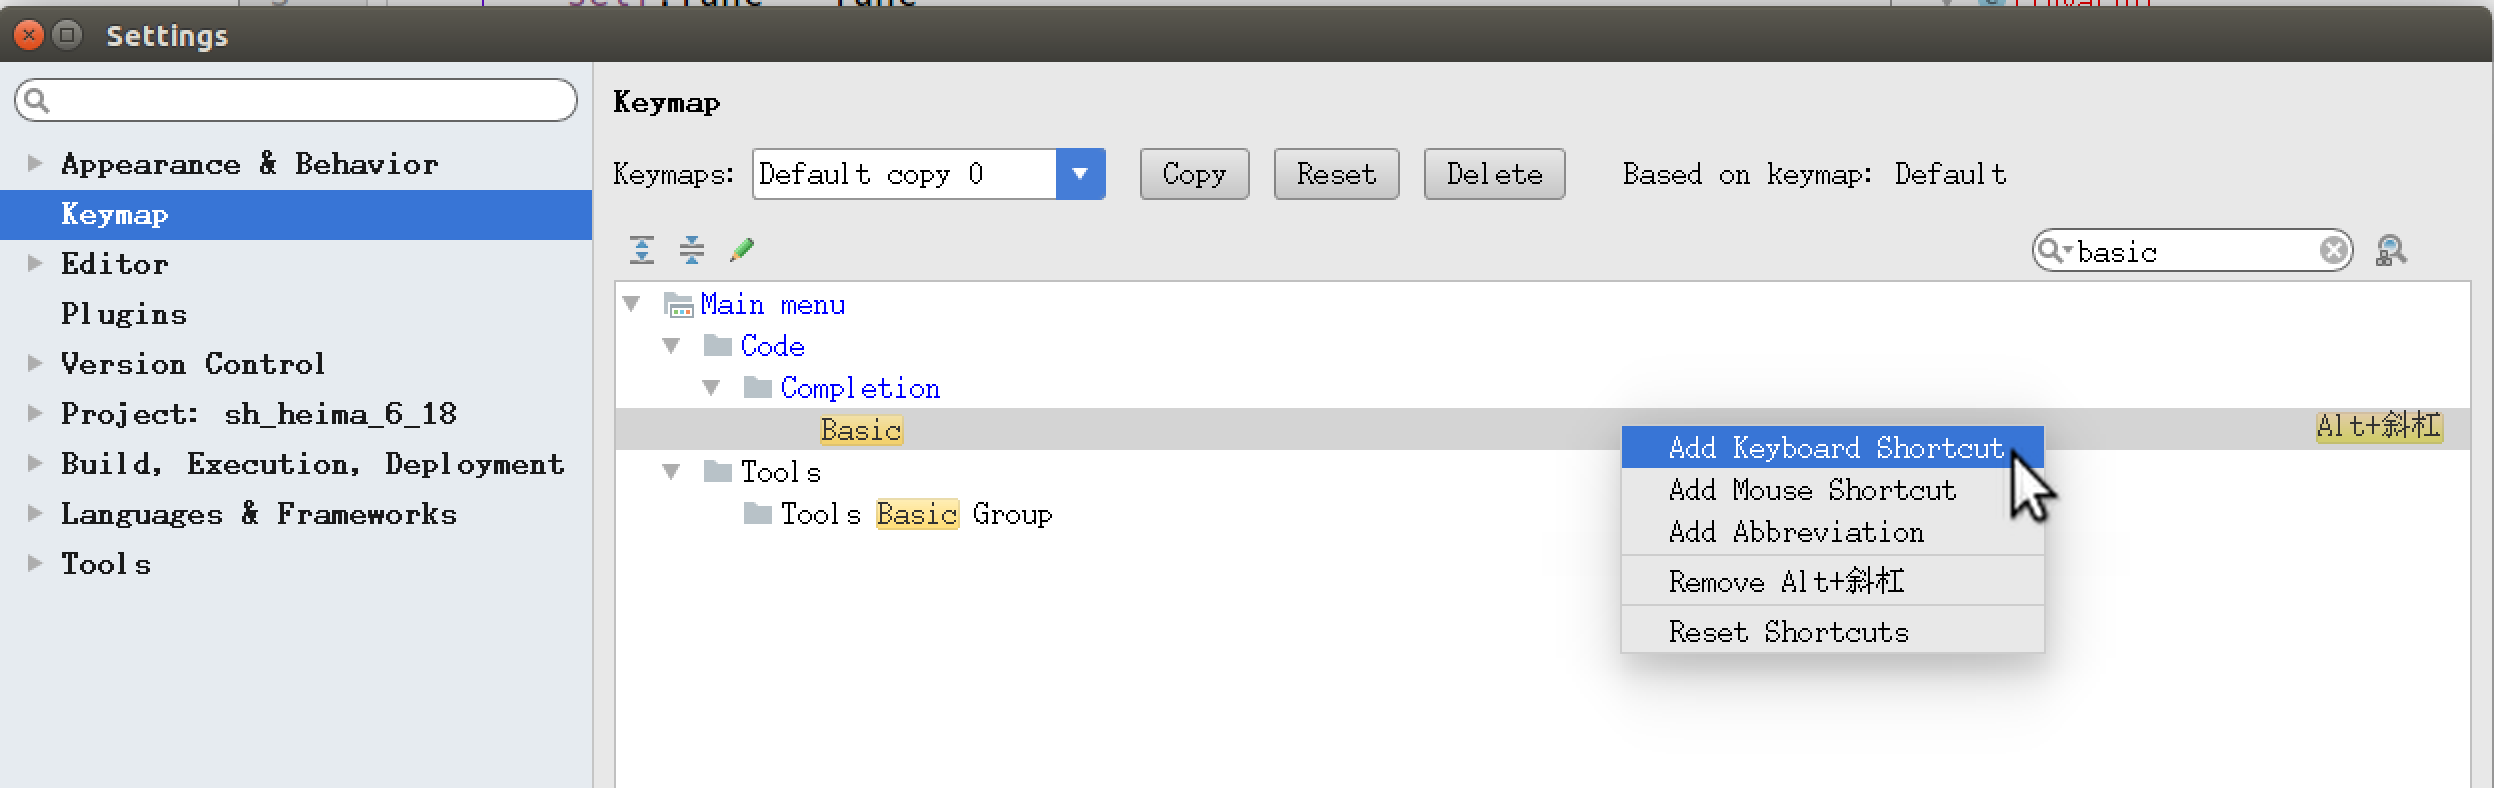 Settings
Appearance & Behavior
Keymap
Editor
Plugins
Version Control
Project: sh_heima_6_18
Build, Execution, Deployment
Languages & Frameworks
Tools
Keymap
Keymaps: Default copy 0 Copy Reset Delete Based on keymap: Default
basic
Main menu
Code
Completion
Basic Alt+斜杠
Tools
Tools Basic Group
Add Keyboard Shortcut
Add Mouse Shortcut
Add Abbreviation
Remove Alt+斜杠
Reset Shortcuts